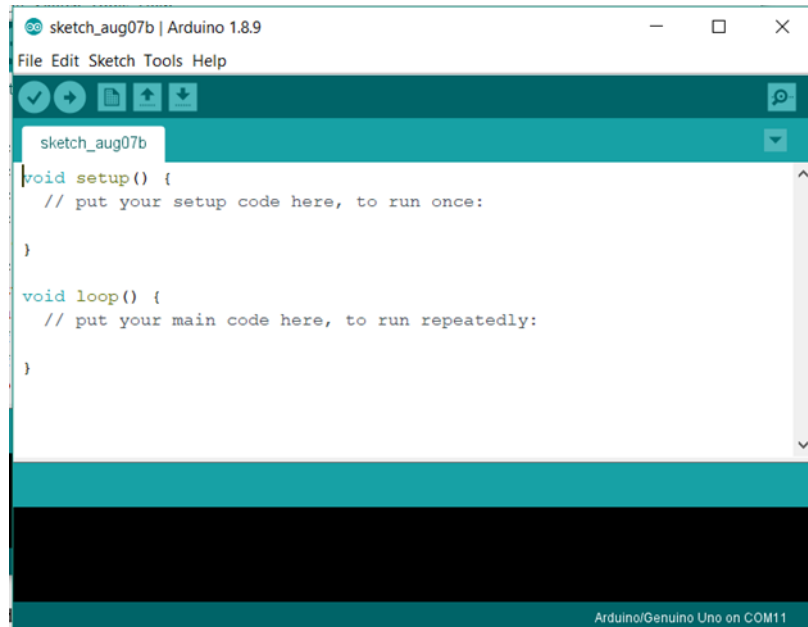 sketch_aug07b | Arduino 1.8.9
File Edit Sketch Tools Help
sketch_aug07b
void setup() {
  // put your setup code here, to run once:
}
void loop() {
  // put your main code here, to run repeatedly:
}
Arduino/Genuino Uno on COM11